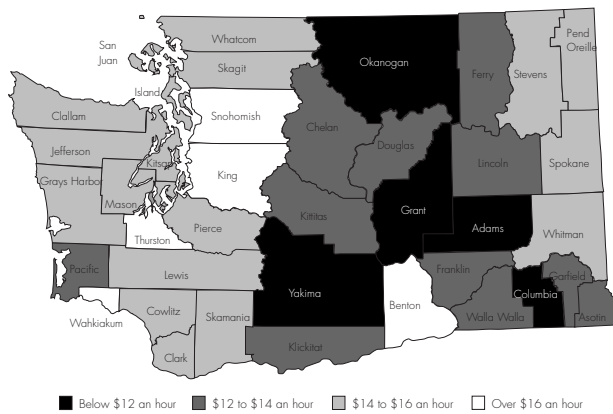 Whatcom
San
Juan
Okanogan
Pend
Oreille
Skagit
Ferry
Stevens
Island
Clallam
Snohomish
Chelan
Douglas
Jefferson
Kitsap
King
Lincoln
Spokane
Grays Harbor
Mason
Grant
Kittitas
Pierce
Adams
Thurston
Whitman
Pacific
Lewis
Franklin
Garfield
Yakima
Columbia
Benton
Cowlitz
Skamania
Walla Walla
Asotin
Wahkiakum
Klickitat
Clark
Below $12 an hour $12 to $14 an hour $14 to $16 an hour Over $16 an hour